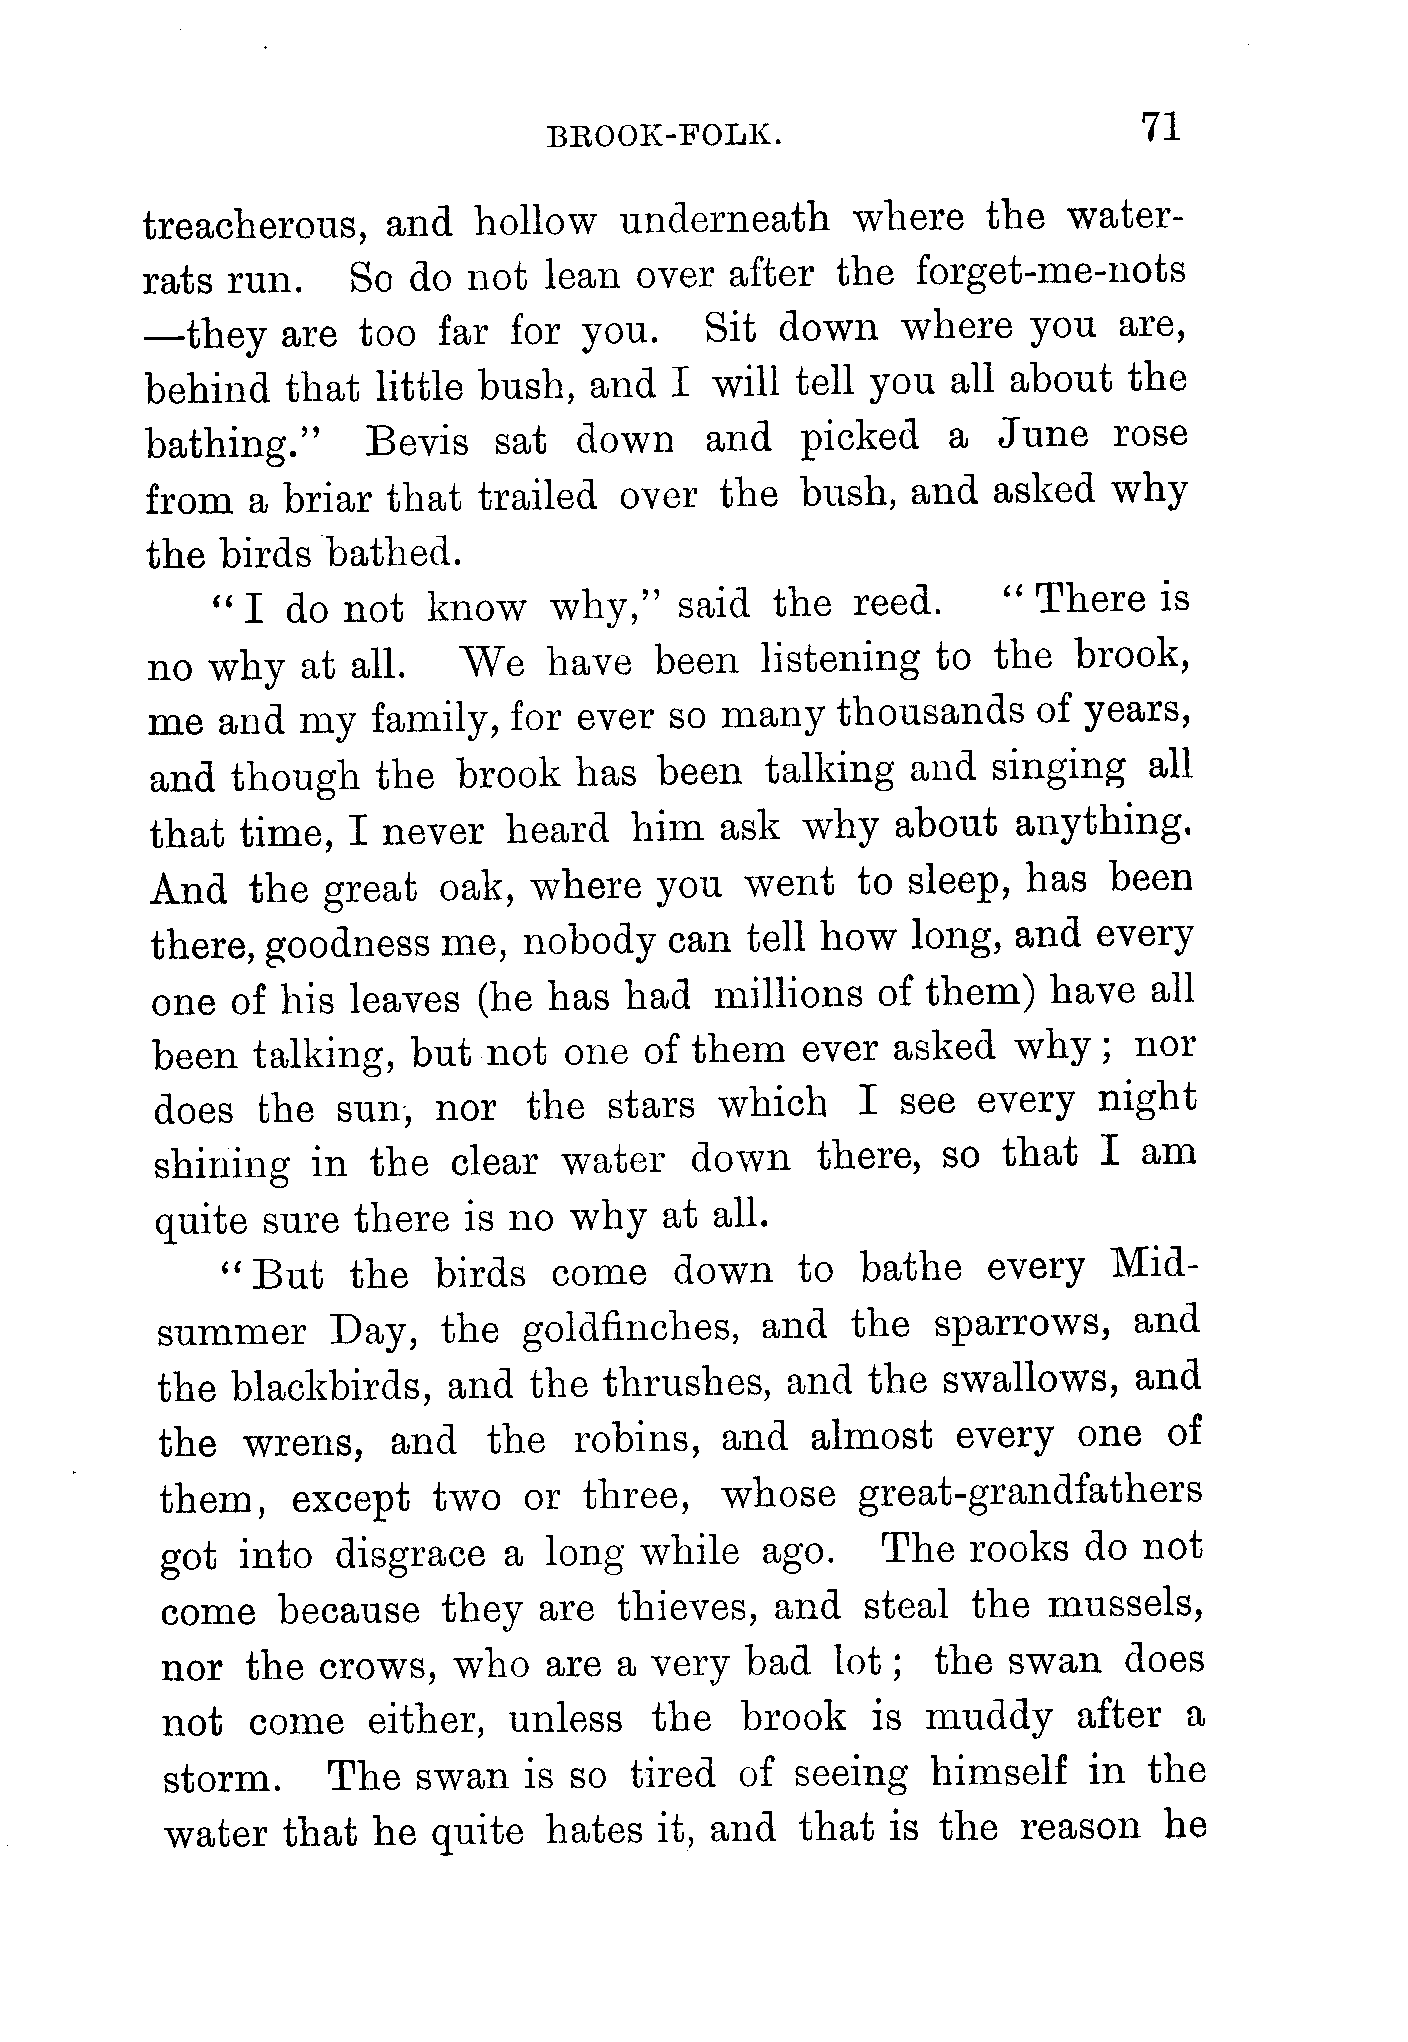 BROOK-FOLK. 71
treacherous, and hollow underneath where the water-
rats run. So do not lean over after the forget-me-nots
—they are too far for you. Sit down where you are,
behind that little bush, and I will tell you all about the
bathing." Bevis sat down and picked a June rose
from a briar that trailed over the bush, and asked why
the birds bathed.
"I do not know why," said the reed. "There is
no why at all. We have been listening to the brook,
me and my family, for ever so many thousands of years,
and though the brook has been talking and singing all
that time, I never heard him ask why about anything.
And the great oak, where you went to sleep, has been
there, goodness me, nobody can tell how long, and every
one of his leaves (he has had millions of them) have all
been talking, but not one of them ever asked why; nor
does the sun, nor the stars which I see every night
shining in the clear water down there, so that I am
quite sure there is no why at all.
"But the birds come down to bathe every Mid-
summer Day, the goldfinches, and the sparrows, and
the blackbirds, and the thrushes, and the swallows, and
the wrens, and the robins, and almost every one of
them, except two or three, whose great-grandfathers
got into disgrace a long while ago. The rooks do not
come because they are thieves, and steal the mussels,
nor the crows, who are a very bad lot; the swan does
not come either, unless the brook is muddy after a
storm. The swan is so tired of seeing himself in the
water that he quite hates it, and that is the reason he